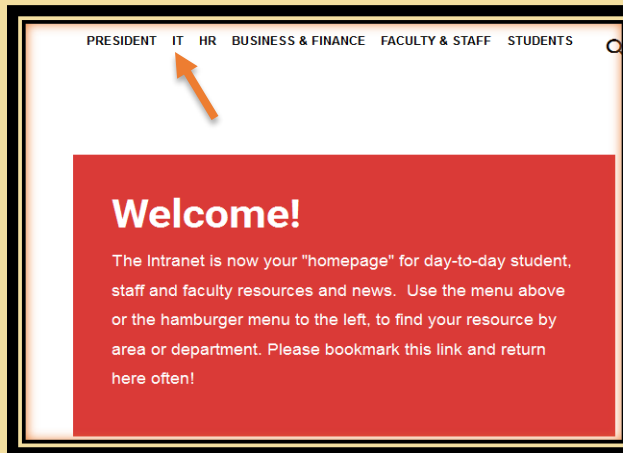 PRESIDENT IT HR BUSINESS & FINANCE FACULTY & STAFF STUDENTS
Welcome!
The Intranet is now your "homepage" for day-to-day student,
staff and faculty resources and news.  Use the menu above
or the hamburger menu to the left, to find your resource by
area or department. Please bookmark this link and return
here often!